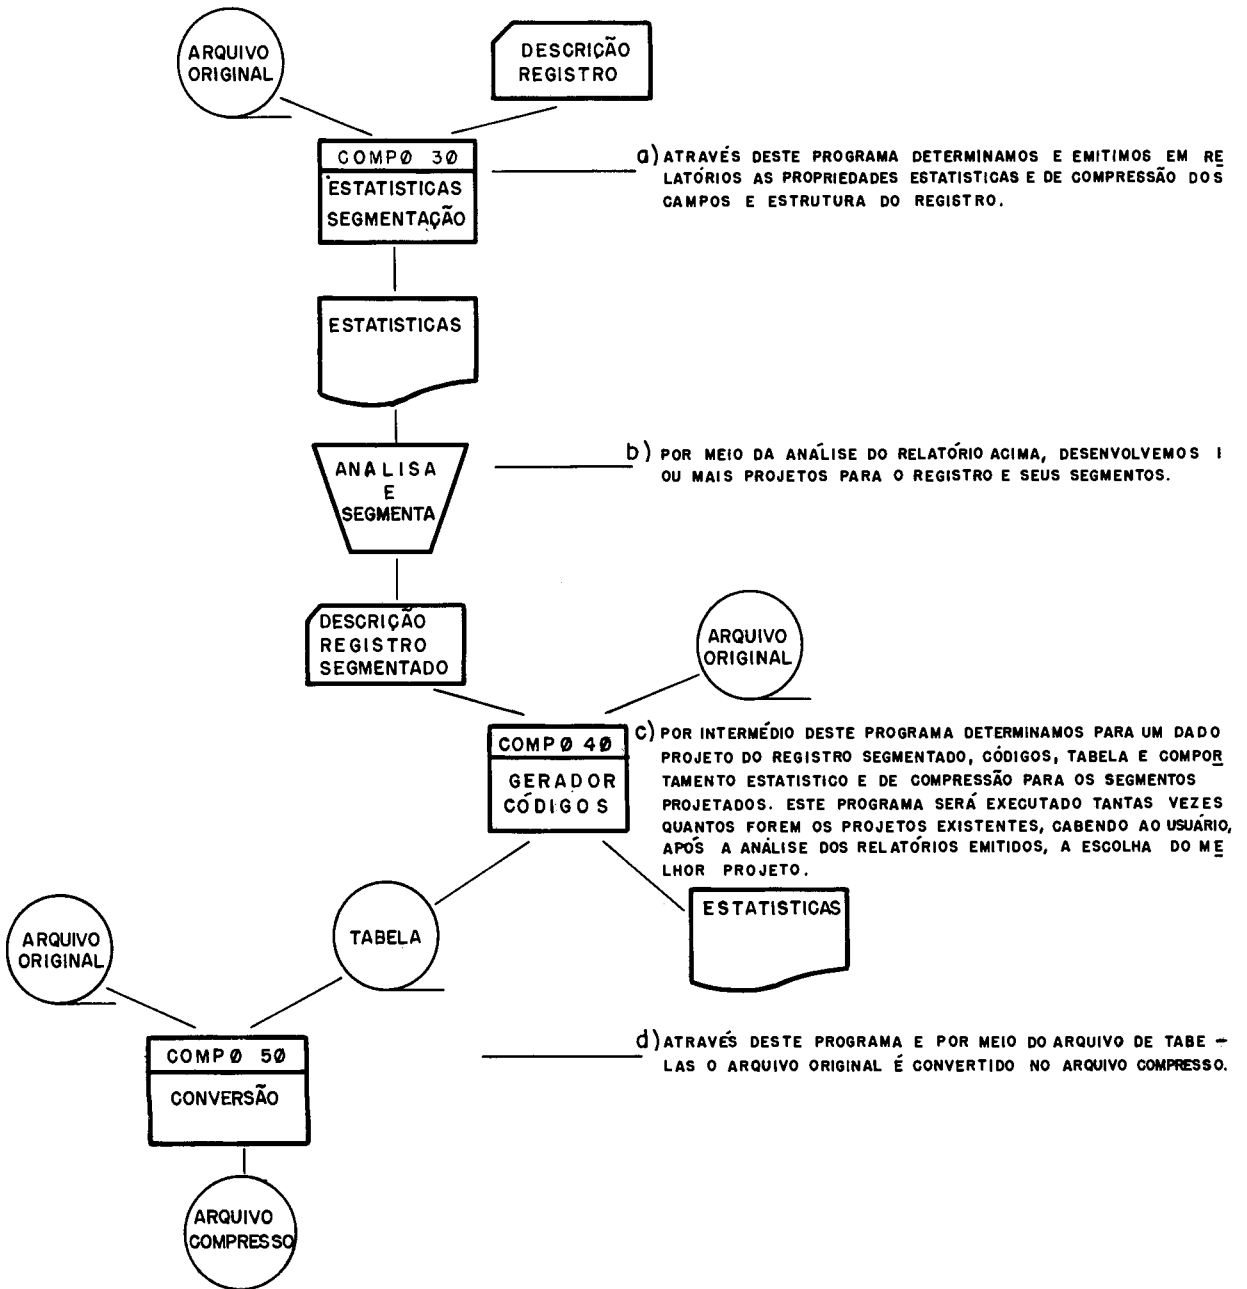 ARQUIVO
ORIGINAL
DESCRIÇÃO
REGISTRO
COMPØ 30
ESTATISTICAS
SEGMENTAÇÃO
a) ATRAVÉS DESTE PROGRAMA DETERMINAMOS E EMITIMOS EM RE
LATÓRIOS AS PROPRIEDADES ESTATISTICAS E DE COMPRESSÃO DOS
CAMPOS E ESTRUTURA DO REGISTRO.
ESTATISTICAS
ANALISA
E
SEGMENTA
b) POR MEIO DA ANÁLISE DO RELATÓRIO ACIMA, DESENVOLVEMOS I
OU MAIS PROJETOS PARA O REGISTRO E SEUS SEGMENTOS.
DESCRIÇÃO
REGISTRO
SEGMENTADO
ARQUIVO
ORIGINAL
COMPØ 40
GERADOR
CÓDIGOS
c) POR INTERMÉDIO DESTE PROGRAMA DETERMINAMOS PARA UM DADO
PROJETO DO REGISTRO SEGMENTADO, CÓDIGOS, TABELA E COMPOR
TAMENTO ESTATISTICO E DE COMPRESSÃO PARA OS SEGMENTOS
PROJETADOS. ESTE PROGRAMA SERÁ EXECUTADO TANTAS VEZES
QUANTOS FOREM OS PROJETOS EXISTENTES, CABENDO AO USUÁRIO,
APÓS A ANÁLISE DOS RELATÓRIOS EMITIDOS, A ESCOLHA DO ME
LHOR PROJETO.
ESTATISTICAS
ARQUIVO
ORIGINAL
TABELA
COMPØ 50
CONVERSÃO
d) ATRAVÉS DESTE PROGRAMA E POR MEIO DO ARQUIVO DE TABE -
LAS O ARQUIVO ORIGINAL É CONVERTIDO NO ARQUIVO COMPRESSO.
ARQUIVO
COMPRESSO